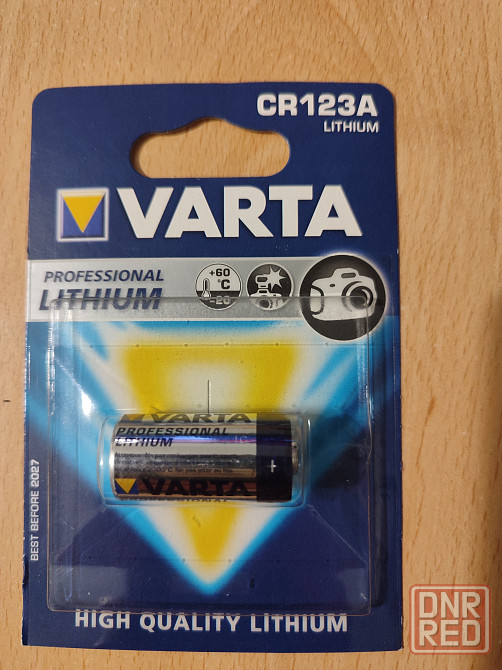 CR123A
LITHIUM
VARTA
PROFESSIONAL
LITHIUM
+60
°C
-20
VARTA
PROFESSIONAL
LITHIUM
+
VARTA
BEST BEFORE 2027
HIGH QUALITY LITHIUM
DNR
RED